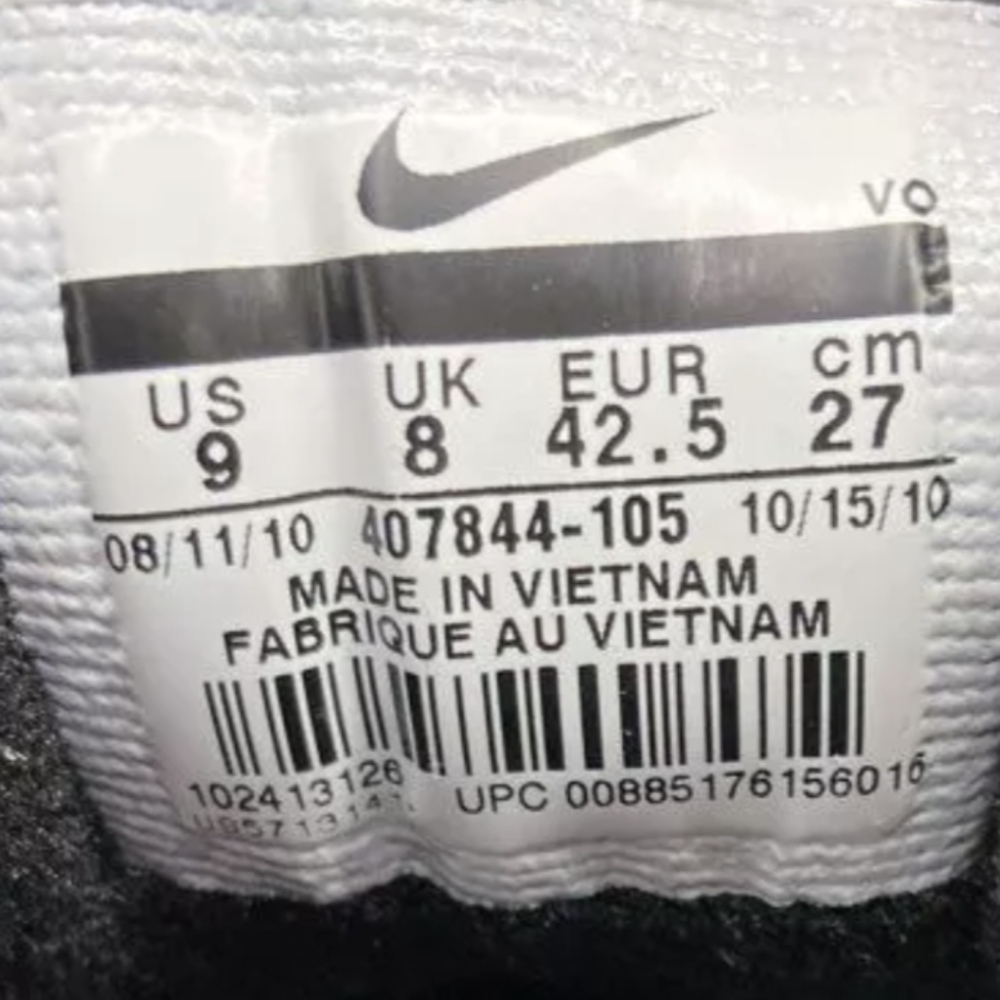 VO
US UK EUR cm
9 8 42.5 27
08/11/10 407844-105 10/15/10
MADE IN VIETNAM
FABRIQUE AU VIETNAM
102413126 UPC 00885176156010